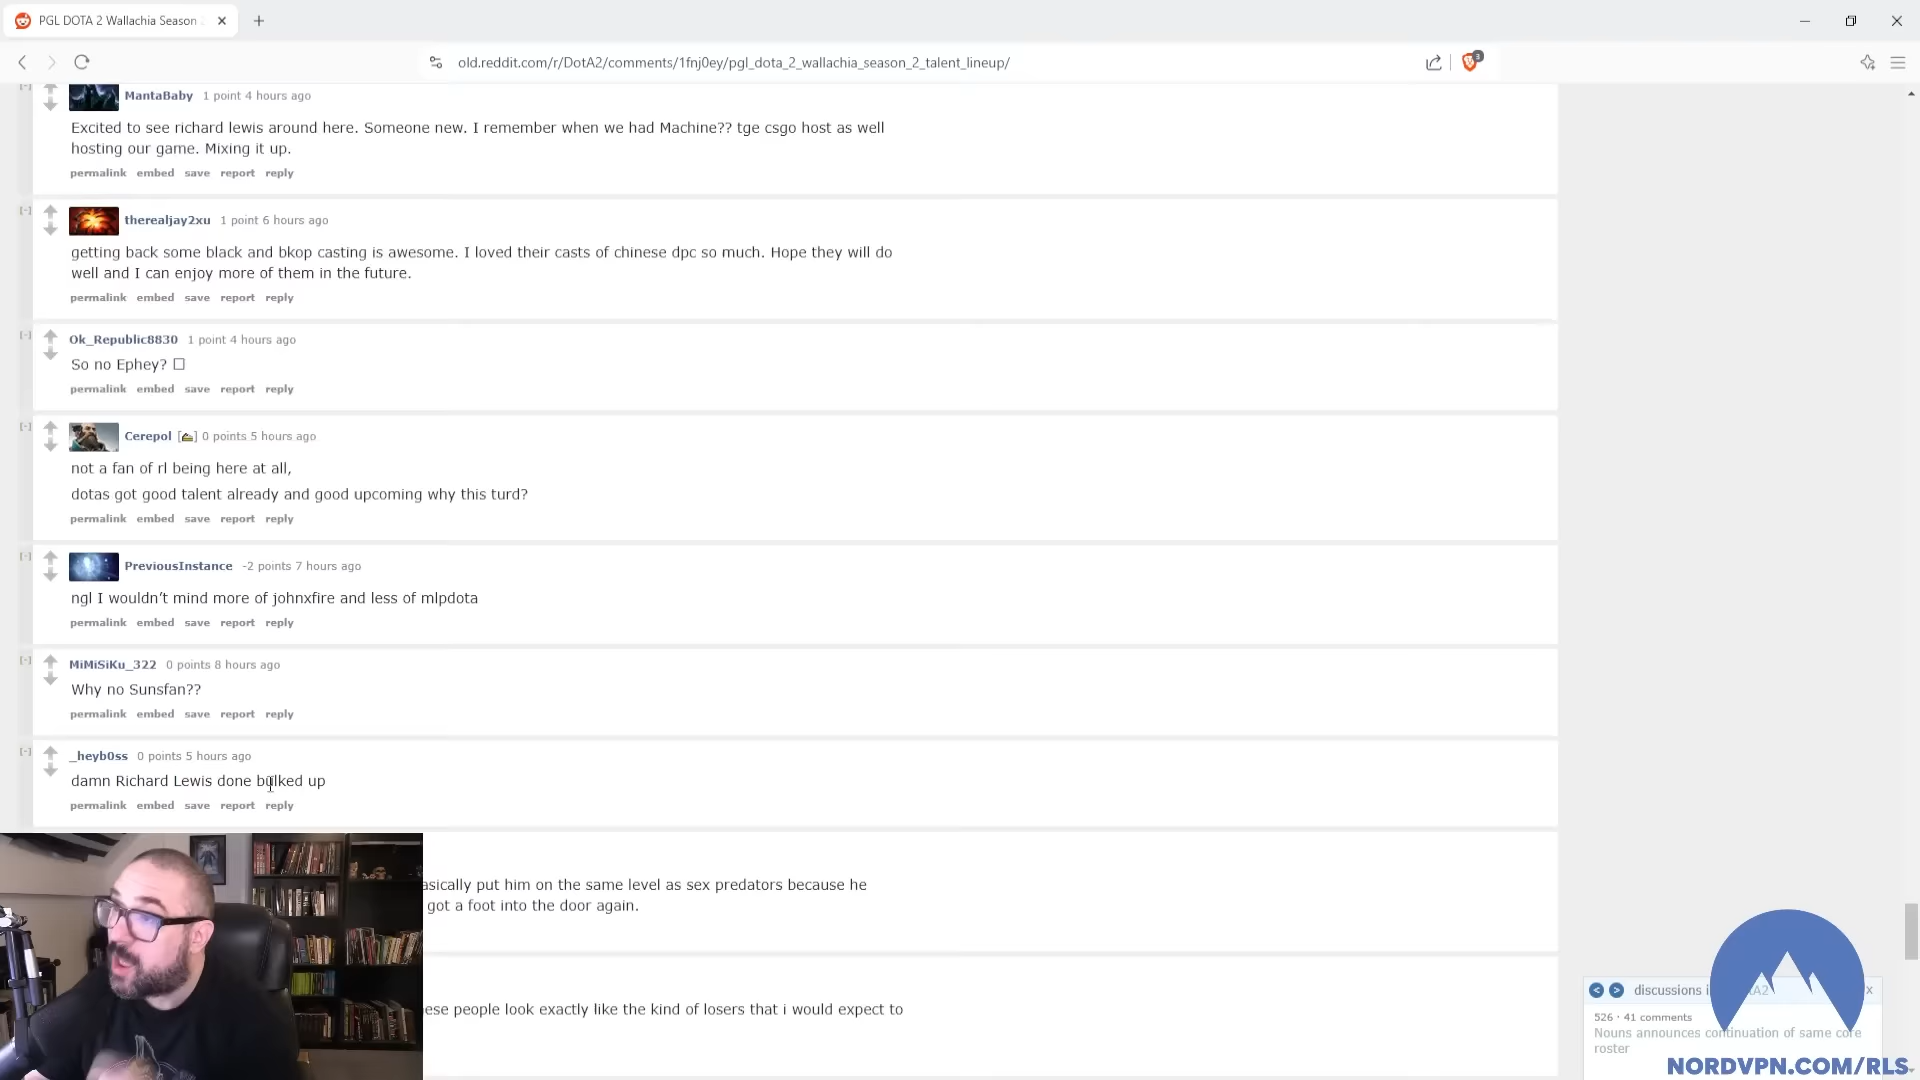 PGL DOTA 2 Wallachia Season
old.reddit.com/r/DotA2/comments/1fnj0ey/pgl_dota_2_wallachia_season_2_talent_lineup/
3
[-] MantaBaby 1 point 4 hours ago
Excited to see richard lewis around here. Someone new. I remember when we had Machine?? tge csgo host as well
hosting our game. Mixing it up.
permalink embed save report reply
[-] therealjay2xu 1 point 6 hours ago
getting back some black and bkop casting is awesome. I loved their casts of chinese dpc so much. Hope they will do
well and I can enjoy more of them in the future.
permalink embed save report reply
[-] Ok_Republic8830 1 point 4 hours ago
So no Ephey? □
permalink embed save report reply
[-] Cerepol 0 points 5 hours ago
not a fan of rl being here at all,
dotas got good talent already and good upcoming why this turd?
permalink embed save report reply
[-] PreviousInstance -2 points 7 hours ago
ngl I wouldn't mind more of johnxfire and less of mlpdota
permalink embed save report reply
[-] MiMiSiKu_322 0 points 8 hours ago
Why no Sunsfan??
permalink embed save report reply
[-] _heyb0ss 0 points 5 hours ago
damn Richard Lewis done bulked up
permalink embed save report reply
asically put him on the same level as sex predators because he
got a foot into the door again.
ese people look exactly like the kind of losers that i would expect to
< > discussions i A2 x
526 · 41 comments
Nouns announces continuation of same core
roster
NORDVPN.COM/RLS